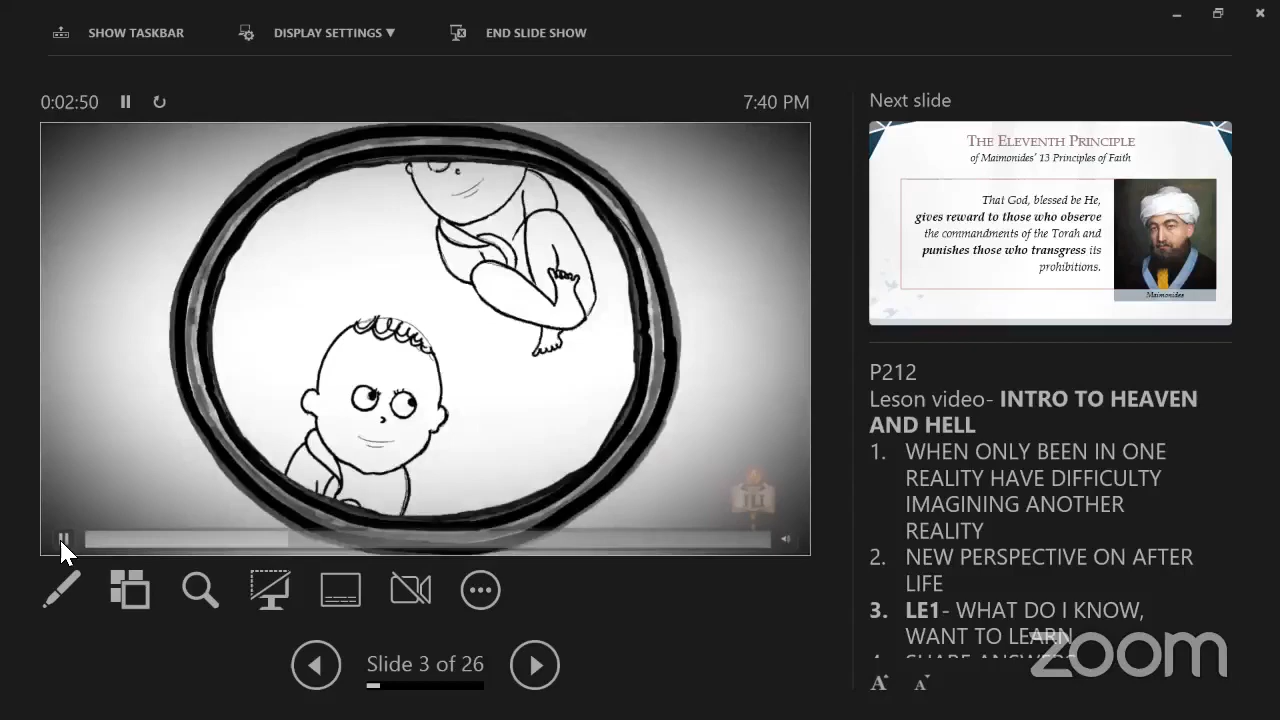 SHOW TASKBAR
DISPLAY SETTINGS ▼
END SLIDE SHOW
0:02:50
7:40 PM
JLI
Slide 3 of 26
Next slide
THE ELEVENTH PRINCIPLE
of Maimonides' 13 Principles of Faith
That God, blessed be He,
gives reward to those who observe
the commandments of the Torah and
punishes those who transgress its
prohibitions.
Maimonides
P212
Leson video- INTRO TO HEAVEN
AND HELL
1. WHEN ONLY BEEN IN ONE
REALITY HAVE DIFFICULTY
IMAGINING ANOTHER
REALITY
2. NEW PERSPECTIVE ON AFTER
LIFE
3. LE1- WHAT DO I KNOW,
WANT TO LEARN
4. SHARE ANSWERS
zoom
A A